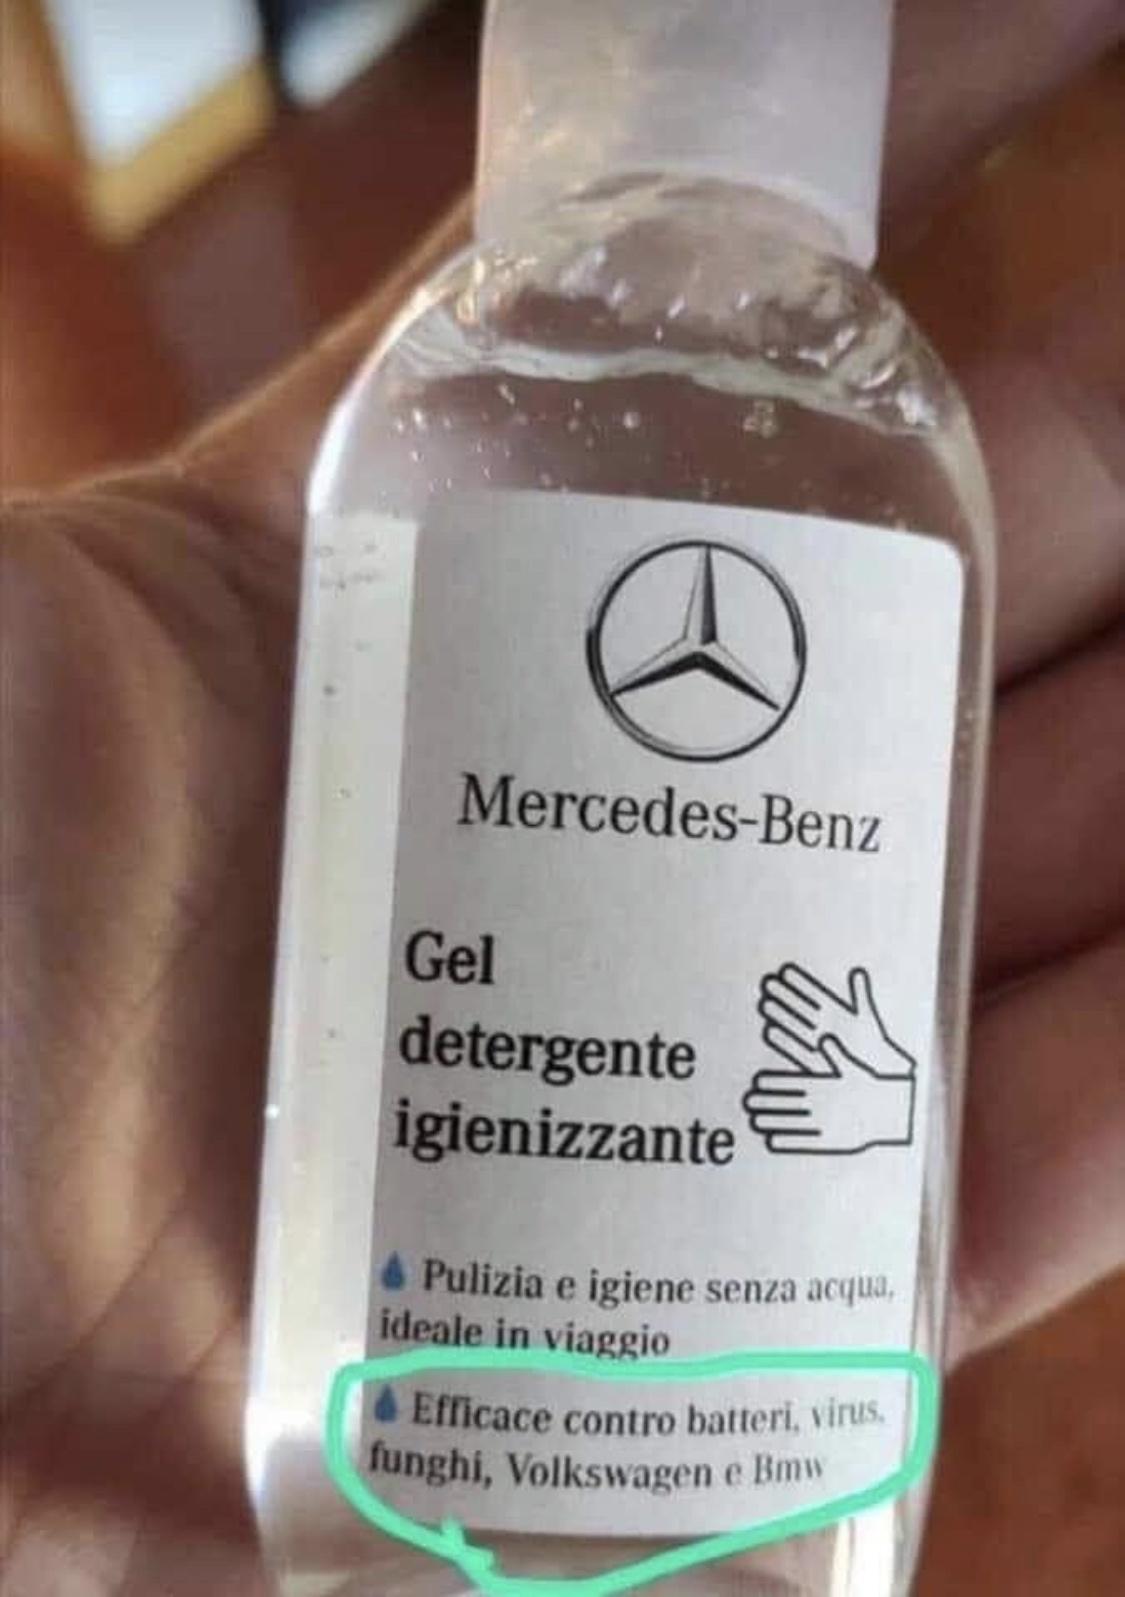 Mercedes-Benz
Gel
detergente
igienizzante
Pulizia e igiene senza acqua,
ideale in viaggio
Efficace contro batteri, virus,
funghi, Volkswagen e Bmw